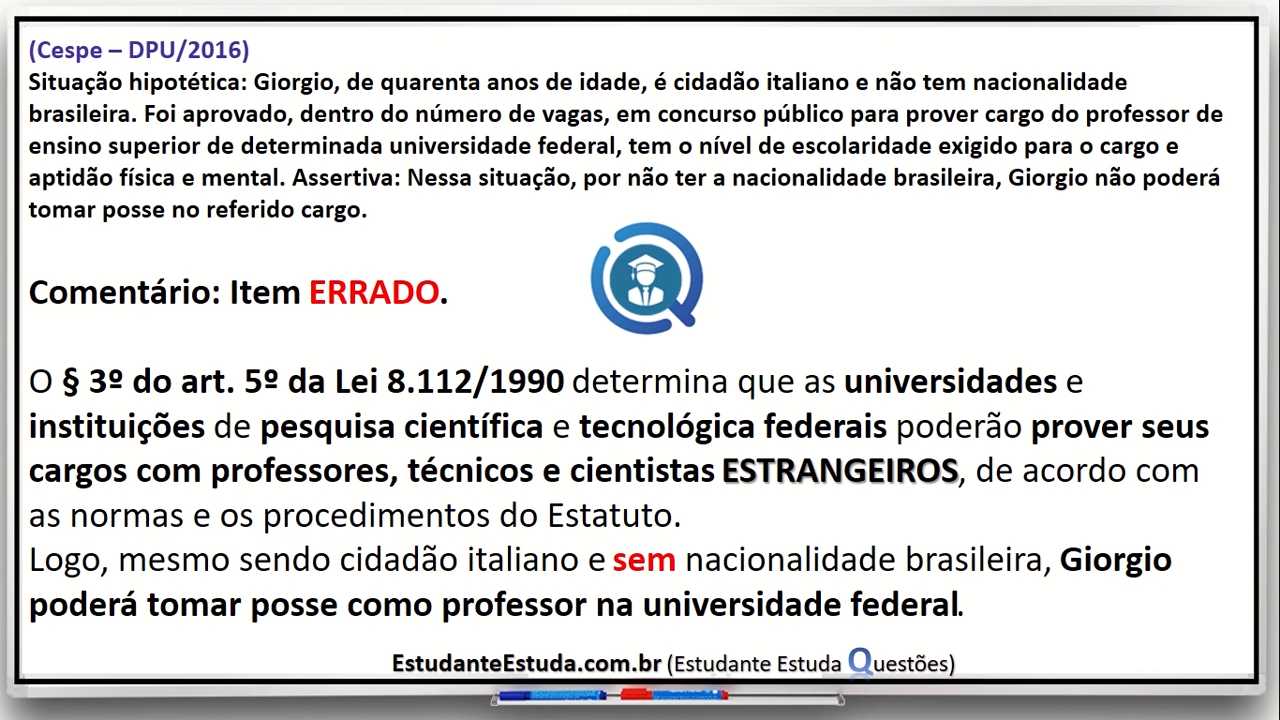 (Cespe – DPU/2016)
Situação hipotética: Giorgio, de quarenta anos de idade, é cidadão italiano e não tem nacionalidade
brasileira. Foi aprovado, dentro do número de vagas, em concurso público para prover cargo do professor de
ensino superior de determinada universidade federal, tem o nível de escolaridade exigido para o cargo e
aptidão física e mental. Assertiva: Nessa situação, por não ter a nacionalidade brasileira, Giorgio não poderá
tomar posse no referido cargo.
Comentário: Item ERRADO.
O § 3º do art. 5º da Lei 8.112/1990 determina que as universidades e
instituições de pesquisa científica e tecnológica federais poderão prover seus
cargos com professores, técnicos e cientistas ESTRANGEIROS, de acordo com
as normas e os procedimentos do Estatuto.
Logo, mesmo sendo cidadão italiano e sem nacionalidade brasileira, Giorgio
poderá tomar posse como professor na universidade federal.
EstudanteEstuda.com.br (Estudante Estuda Questões)